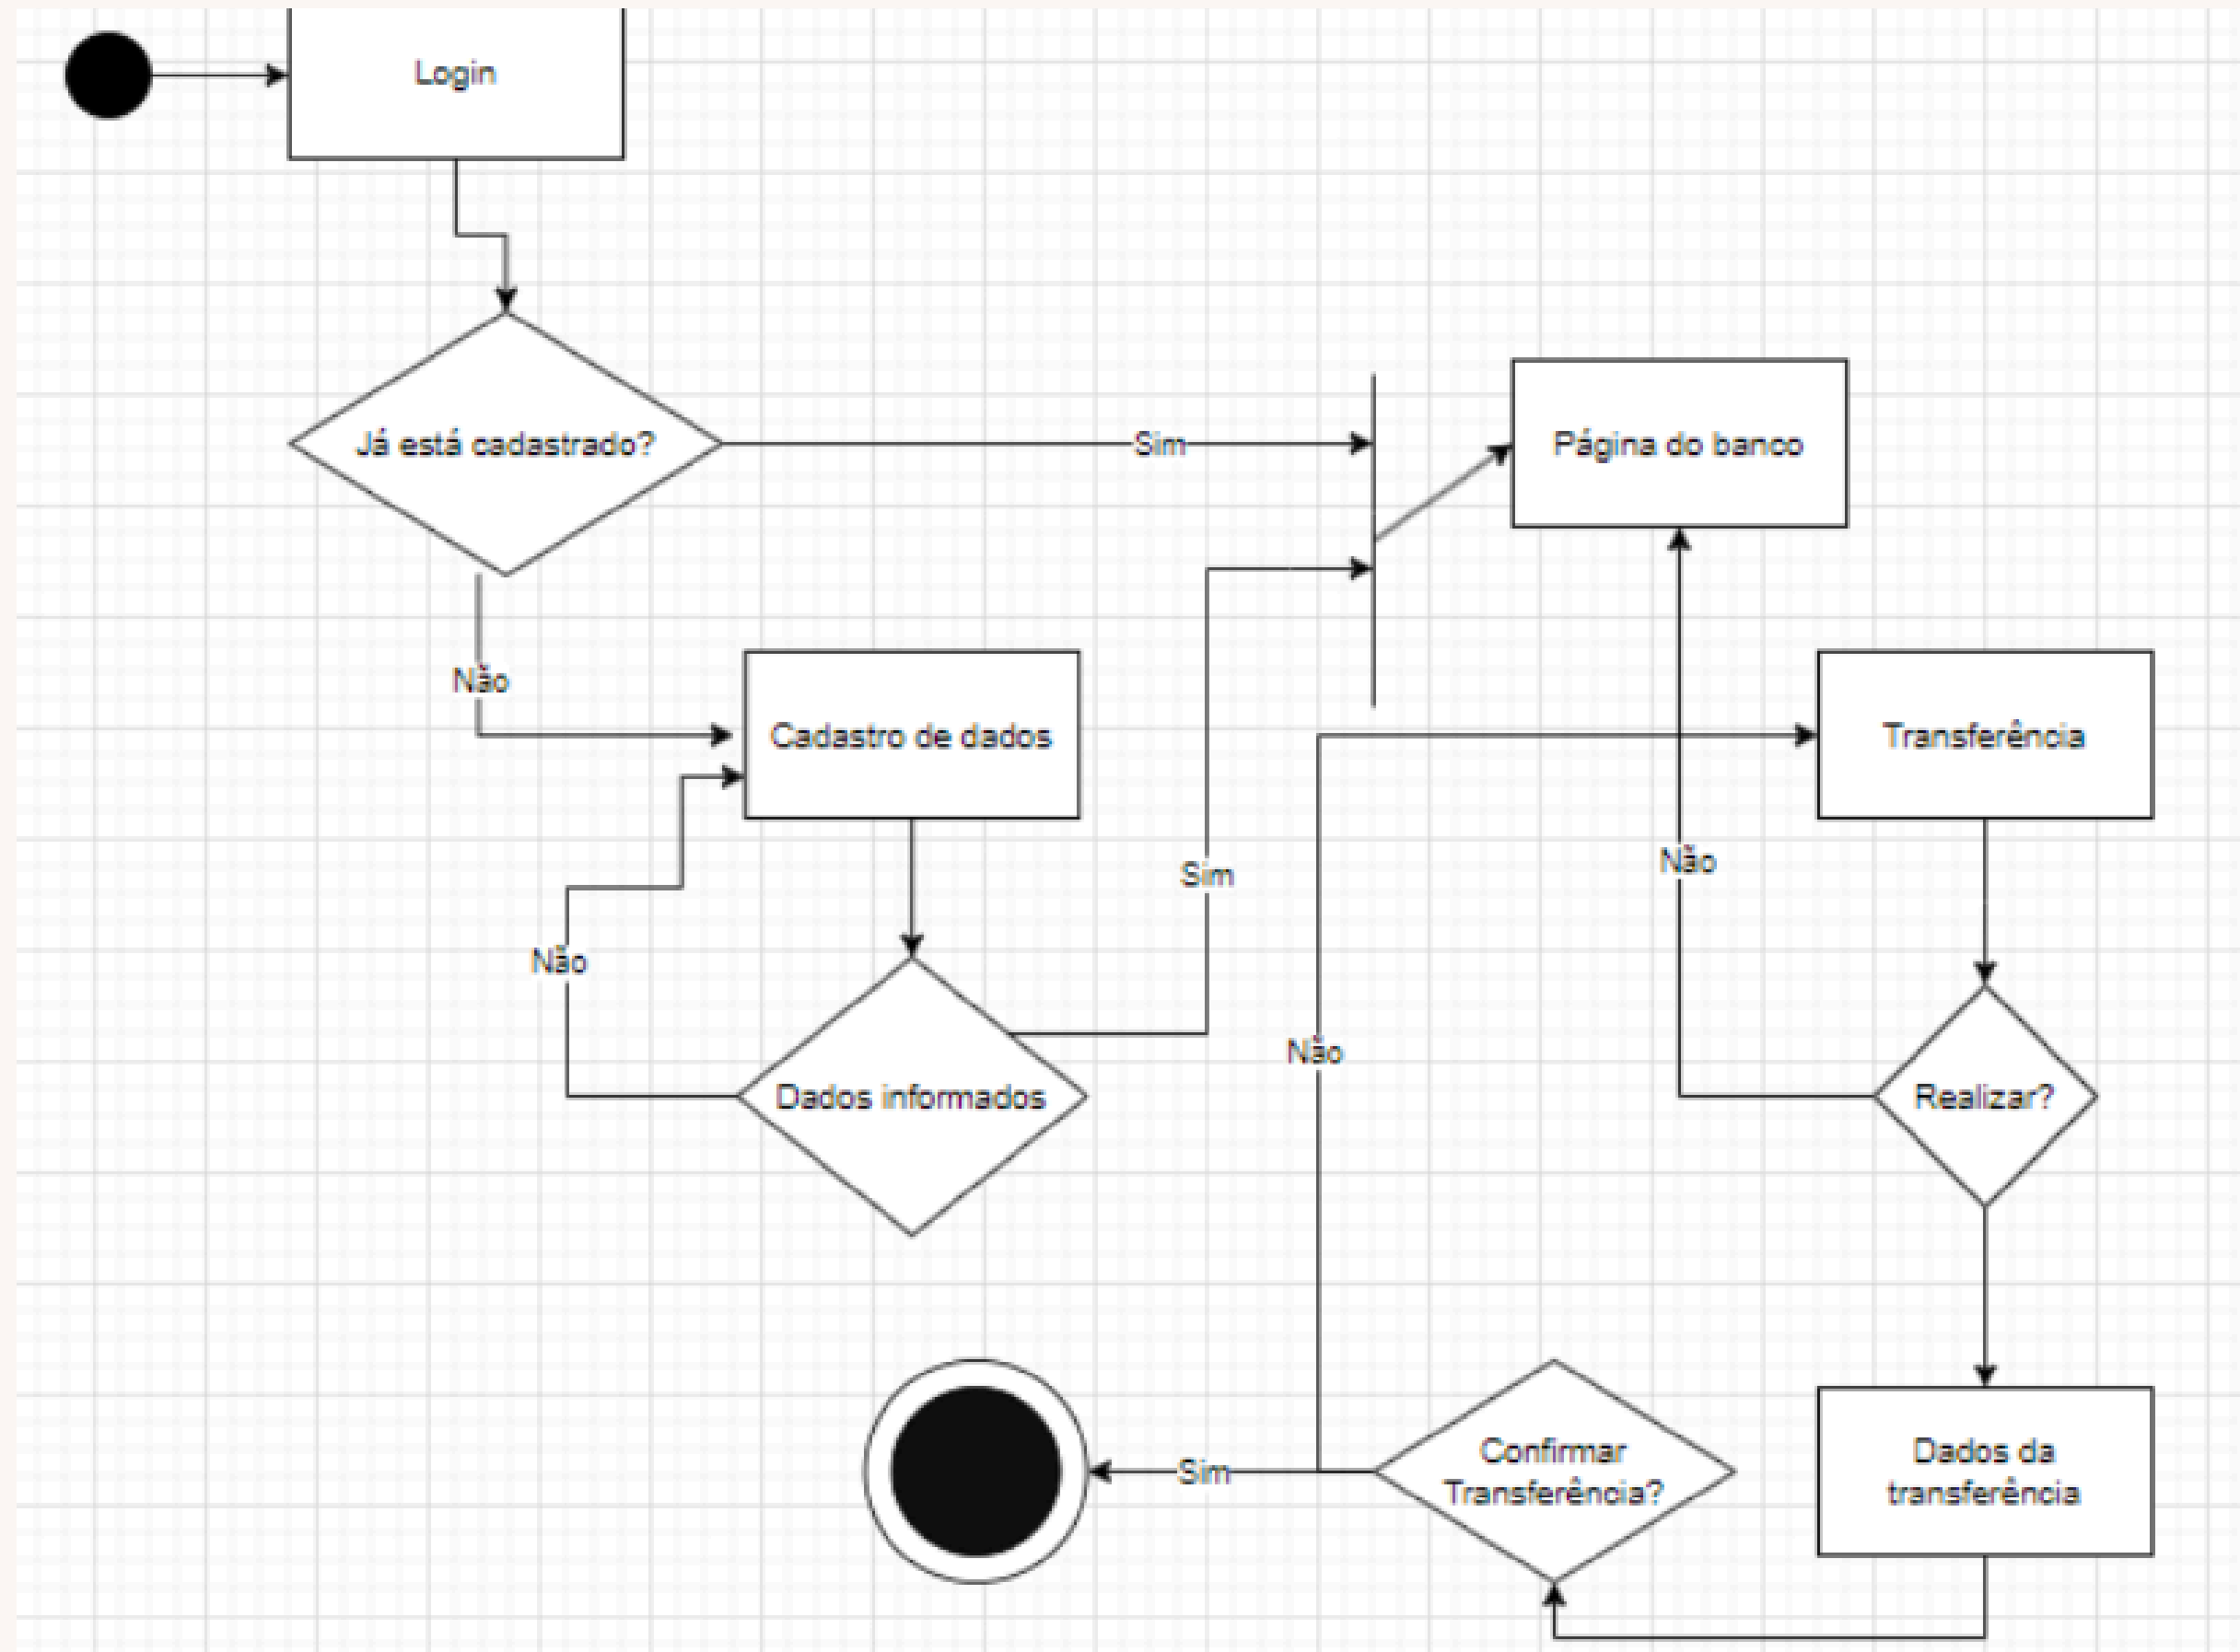 Login
Já está cadastrado?
Sim
Página do banco
Não
Cadastro de dados
Transferência
Sim
Não
Não
Não
Dados informados
Realizar?
Sim
Confirmar
Transferência?
Dados da
transferência